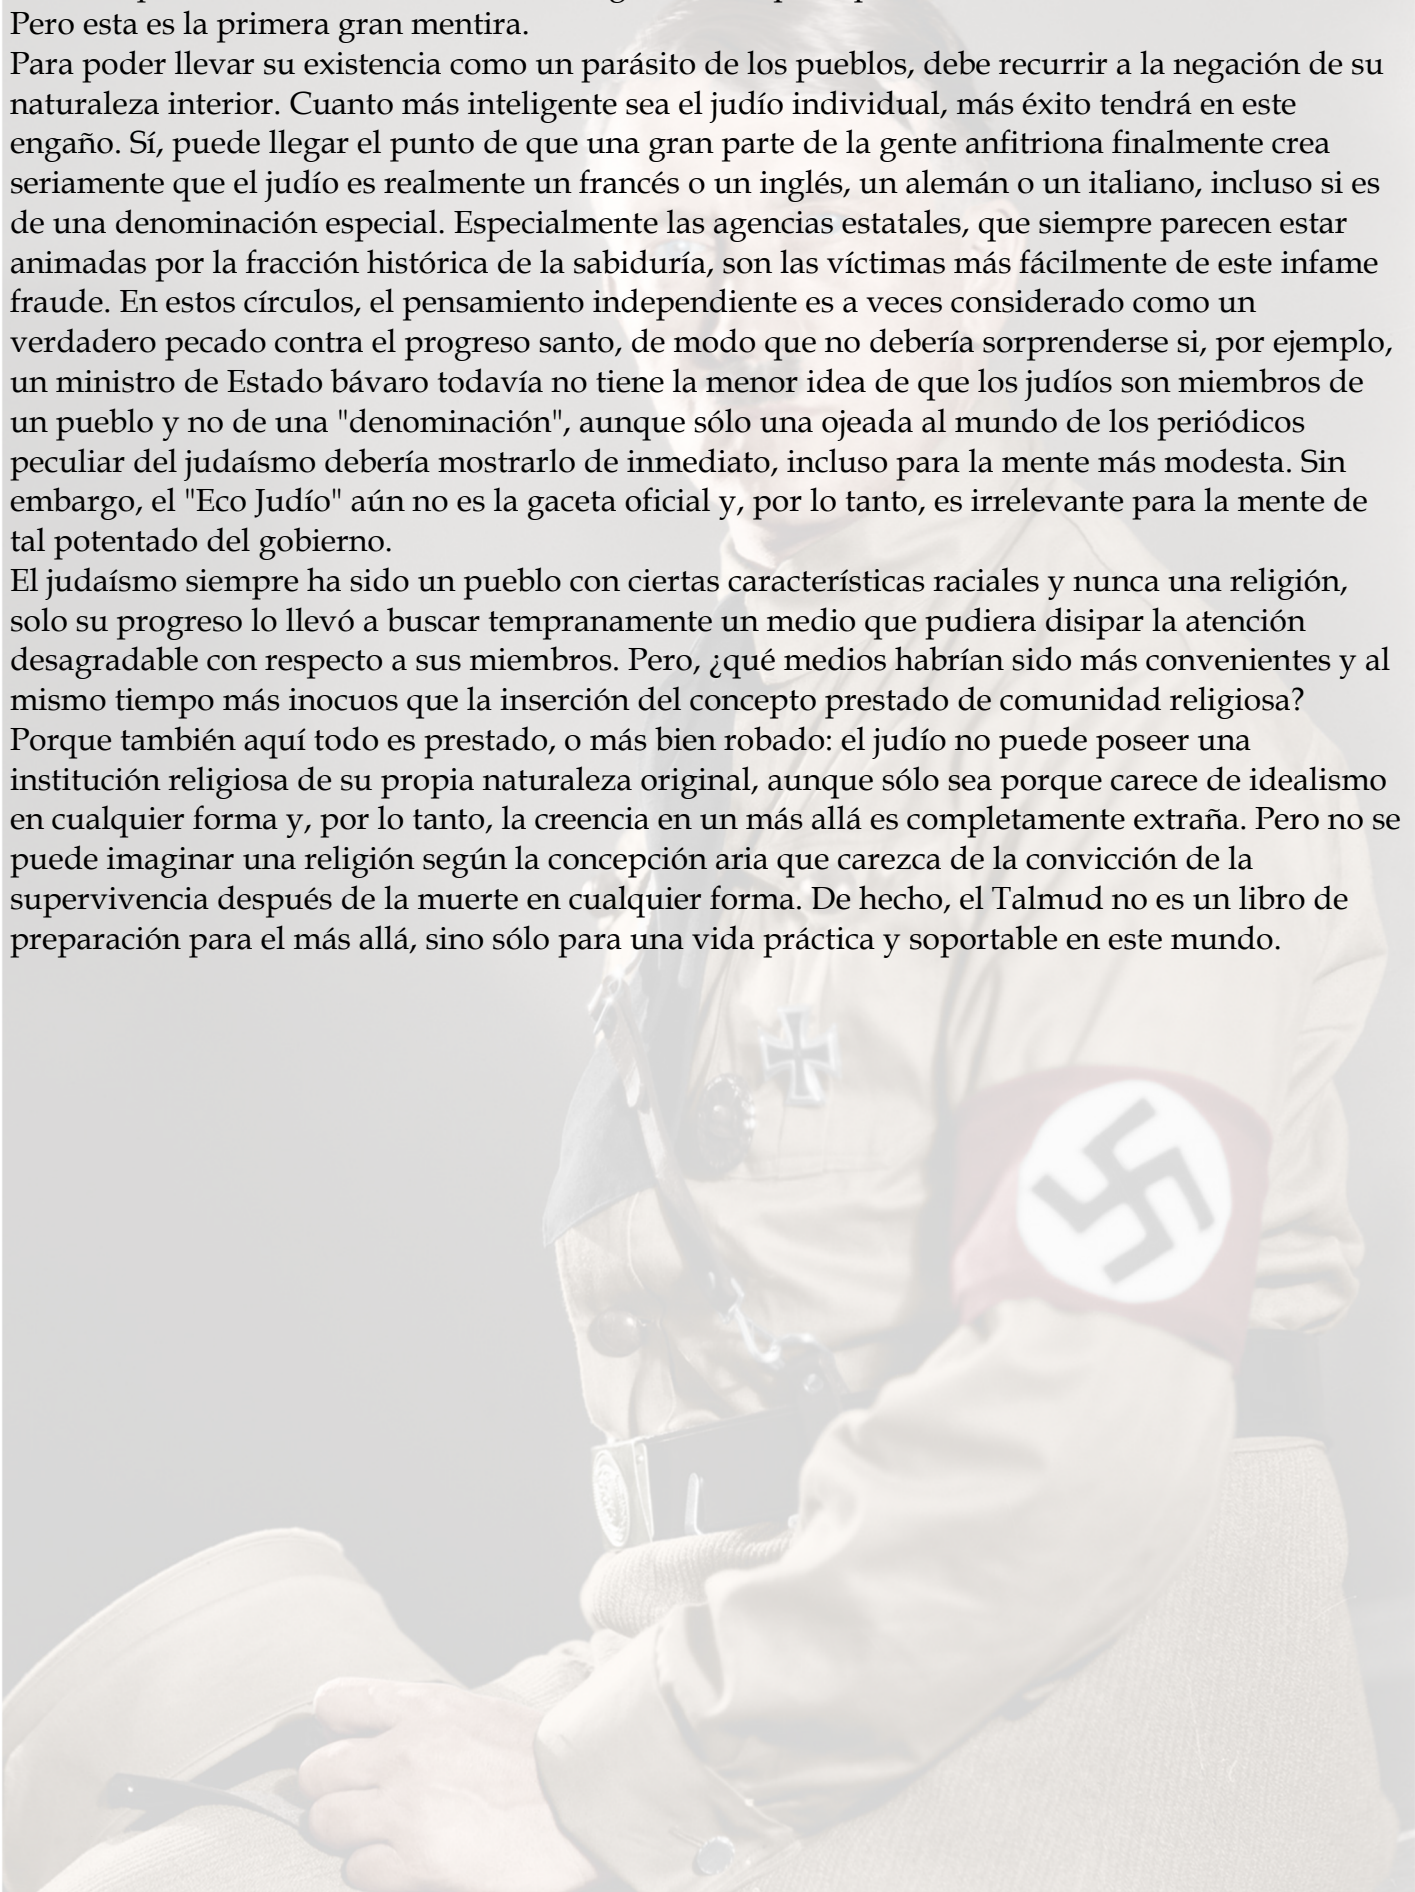 Pero esta es la primera gran mentira.
Para poder llevar su existencia como un parásito de los pueblos, debe recurrir a la negación de su
naturaleza interior. Cuanto más inteligente sea el judío individual, más éxito tendrá en este
engaño. Sí, puede llegar el punto de que una gran parte de la gente anfitriona finalmente crea
seriamente que el judío es realmente un francés o un inglés, un alemán o un italiano, incluso si es
de una denominación especial. Especialmente las agencias estatales, que siempre parecen estar
animadas por la fracción histórica de la sabiduría, son las víctimas más fácilmente de este infame
fraude. En estos círculos, el pensamiento independiente es a veces considerado como un
verdadero pecado contra el progreso santo, de modo que no debería sorprenderse si, por ejemplo,
un ministro de Estado bávaro todavía no tiene la menor idea de que los judíos son miembros de
un pueblo y no de una "denominación", aunque sólo una ojeada al mundo de los periódicos
peculiar del judaísmo debería mostrarlo de inmediato, incluso para la mente más modesta. Sin
embargo, el "Eco Judío" aún no es la gaceta oficial y, por lo tanto, es irrelevante para la mente de
tal potentado del gobierno.
El judaísmo siempre ha sido un pueblo con ciertas características raciales y nunca una religión,
solo su progreso lo llevó a buscar tempranamente un medio que pudiera disipar la atención
desagradable con respecto a sus miembros. Pero, ¿qué medios habrían sido más convenientes y al
mismo tiempo más inocuos que la inserción del concepto prestado de comunidad religiosa?
Porque también aquí todo es prestado, o más bien robado: el judío no puede poseer una
institución religiosa de su propia naturaleza original, aunque sólo sea porque carece de idealismo
en cualquier forma y, por lo tanto, la creencia en un más allá es completamente extraña. Pero no se
puede imaginar una religión según la concepción aria que carezca de la convicción de la
supervivencia después de la muerte en cualquier forma. De hecho, el Talmud no es un libro de
preparación para el más allá, sino sólo para una vida práctica y soportable en este mundo.